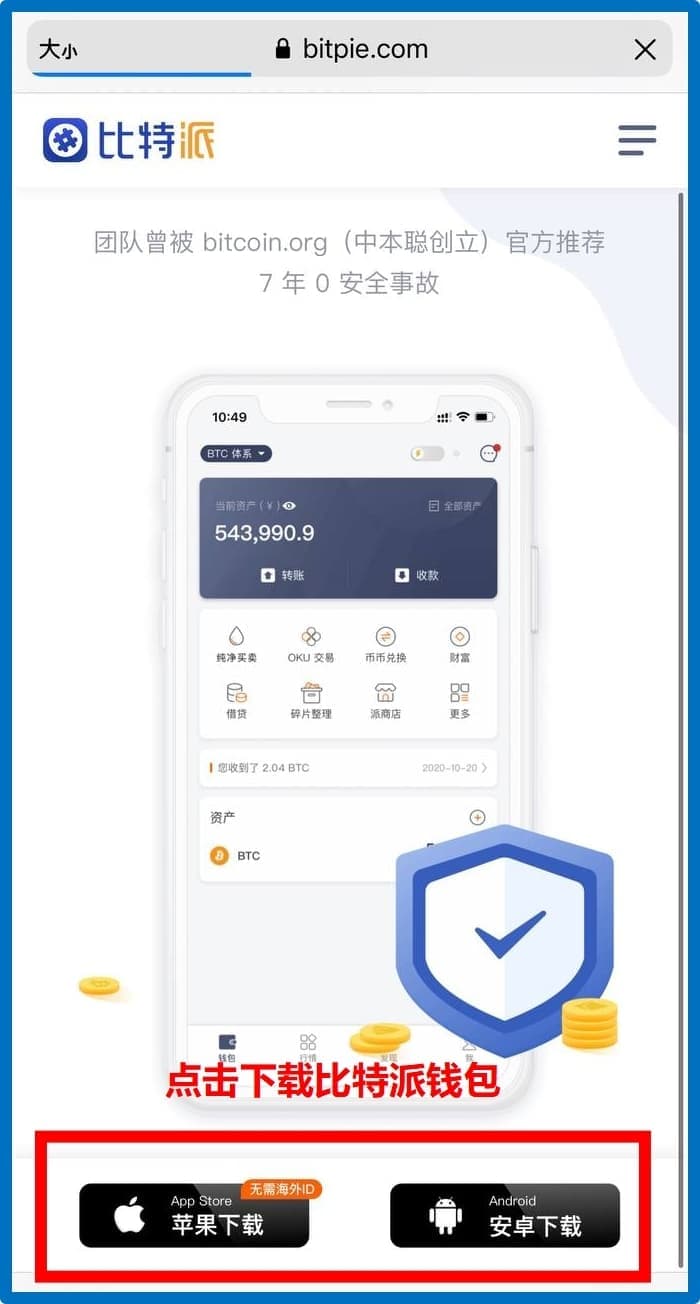 大小
bitpie.com
比特派
团队曾被 bitcoin.org（中本聪创立）官方推荐
7 年 0 安全事故
10:49
BTC 体系
当前资产 ( ¥ )
全部资产
543,990.9
转账
收款
纯净买卖
OKU 交易
币币兑换
财富
借贷
碎片整理
派商店
更多
您收到了 2.04 BTC
2020-10-20
资产
BTC
钱包
行情
发现
我
点击下载比特派钱包
无需海外ID
App Store
苹果下载
Android
安卓下载